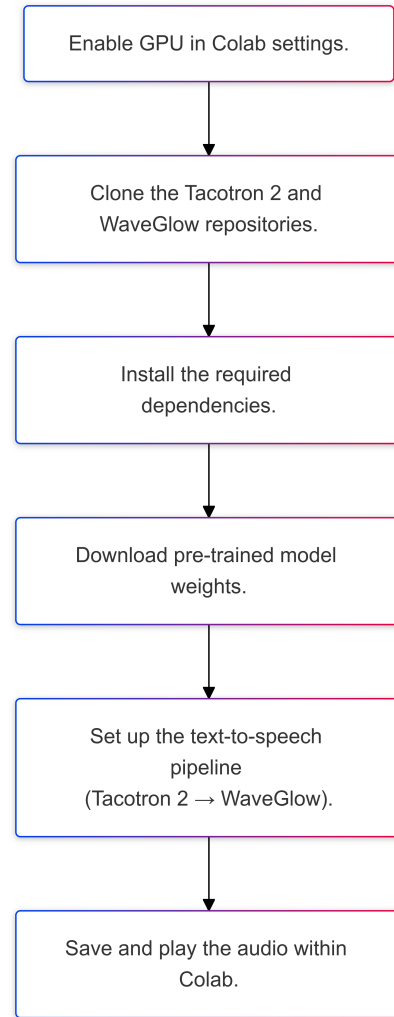 Enable GPU in Colab settings.
Clone the Tacotron 2 and
WaveGlow repositories.
Install the required
dependencies.
Download pre-trained model
weights.
Set up the text-to-speech
pipeline
(Tacotron 2 → WaveGlow).
Save and play the audio within
Colab.